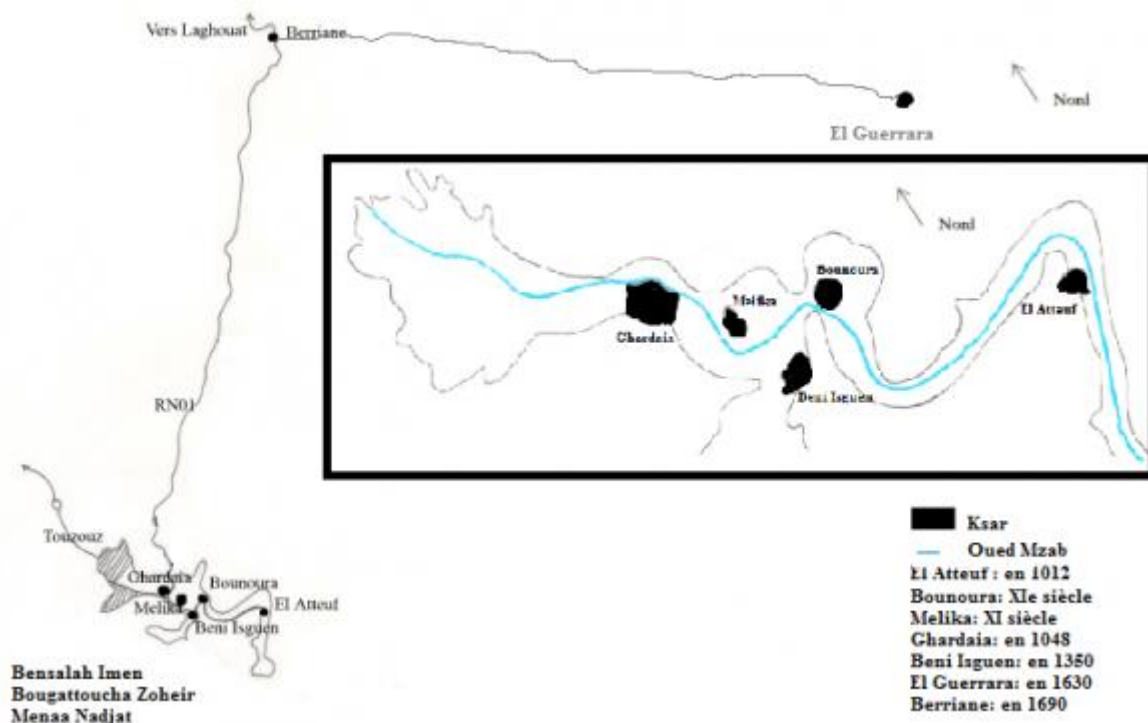 Vers Laghouat
Berriane
Nord
El Guerrara
Nord
Bounoura
Melika
El Atteuf
Ghardaia
Beni Isguen
RN01
Touzouz
Ghardaia
Bounoura
Melika
El Atteuf
Beni Isguen
Ksar
Oued Mzab
El Atteuf : en 1012
Bounoura: XIe siècle
Melika: XI siècle
Ghardaia: en 1048
Beni Isguen: en 1350
El Guerrara: en 1630
Berriane: en 1690
Bensalah Imen
Bougattoucha Zoheir
Menaa Nadjat